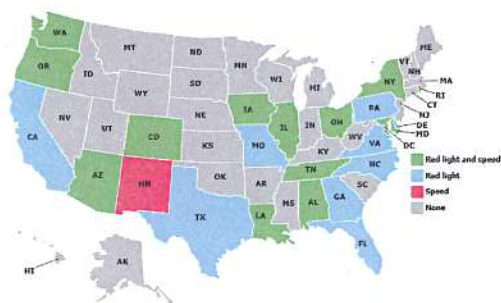 WA
MT
ND
MN
VT
ME
OR
ID
SD
WI
MI
NY
NH
MA
WY
RI
CT
IA
PA
NJ
NE
OH
DE
NV
IL
IN
MD
UT
WV
CA
CO
KS
MO
VA
DC
KY
NC
TN
AZ
NM
OK
AR
SC
MS
AL
GA
TX
LA
FL
AK
HI
Red light and speed
Red light
Speed
None